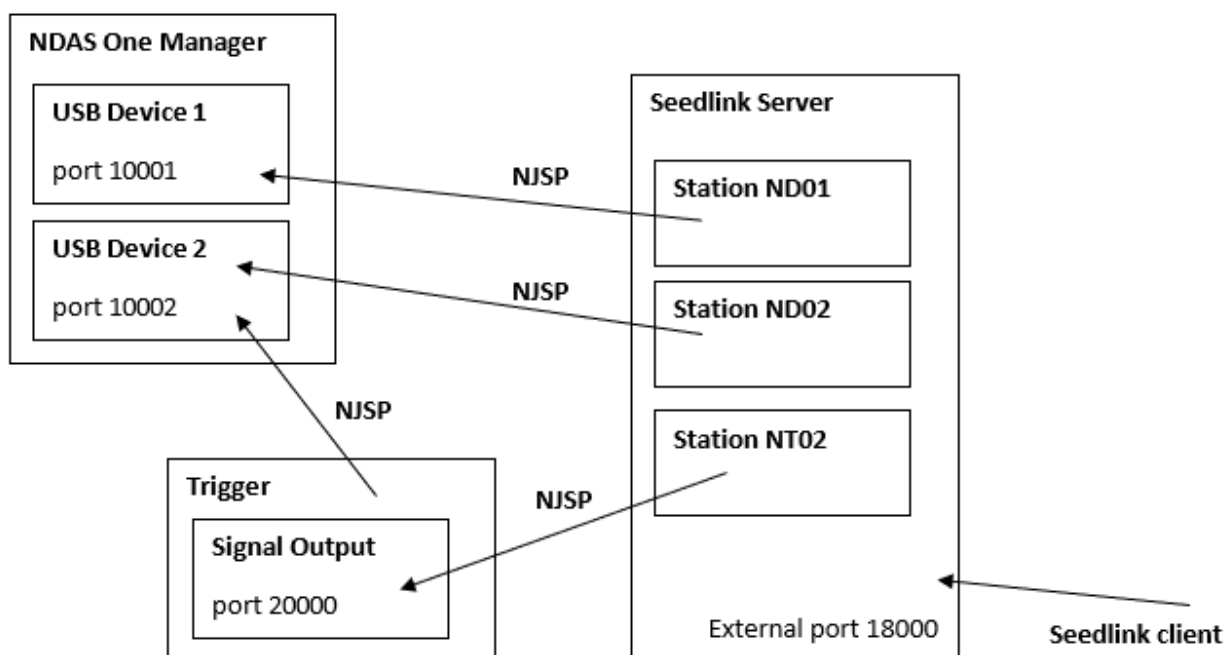 NDAS One Manager
USB Device 1
port 10001
USB Device 2
port 10002
NJSP
NJSP
NJSP
Trigger
Signal Output
port 20000
NJSP
Seedlink Server
Station ND01
Station ND02
Station NT02
External port 18000
Seedlink client